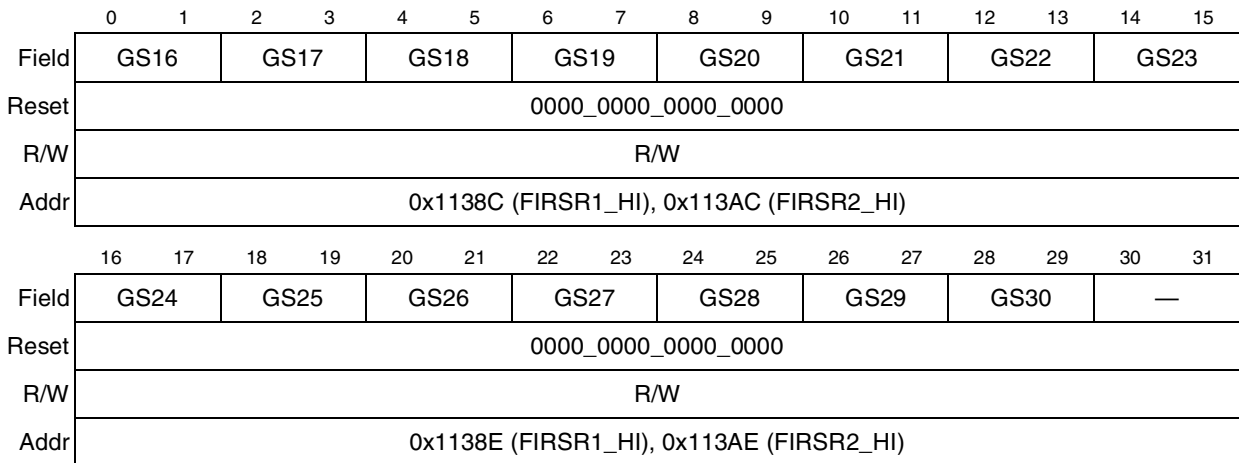 0 1 2 3 4 5 6 7 8 9 10 11 12 13 14 15
Field GS16 GS17 GS18 GS19 GS20 GS21 GS22 GS23
Reset 0000_0000_0000_0000
R/W R/W
Addr 0x1138C (FIRSR1_HI), 0x113AC (FIRSR2_HI)
16 17 18 19 20 21 22 23 24 25 26 27 28 29 30 31
Field GS24 GS25 GS26 GS27 GS28 GS29 GS30 —
Reset 0000_0000_0000_0000
R/W R/W
Addr 0x1138E (FIRSR1_HI), 0x113AE (FIRSR2_HI)